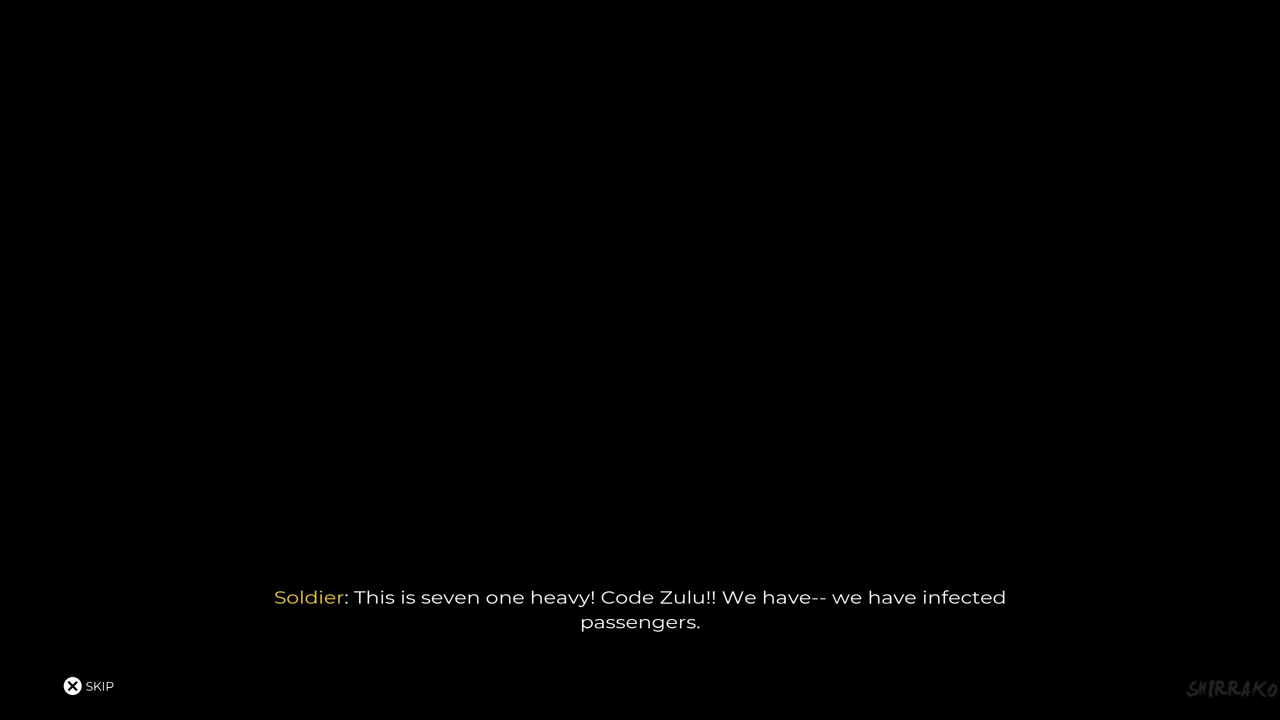 Soldier: This is seven one heavy! Code Zulu!! We have-- we have infected
passengers.
SKIP
SHIRRAKO